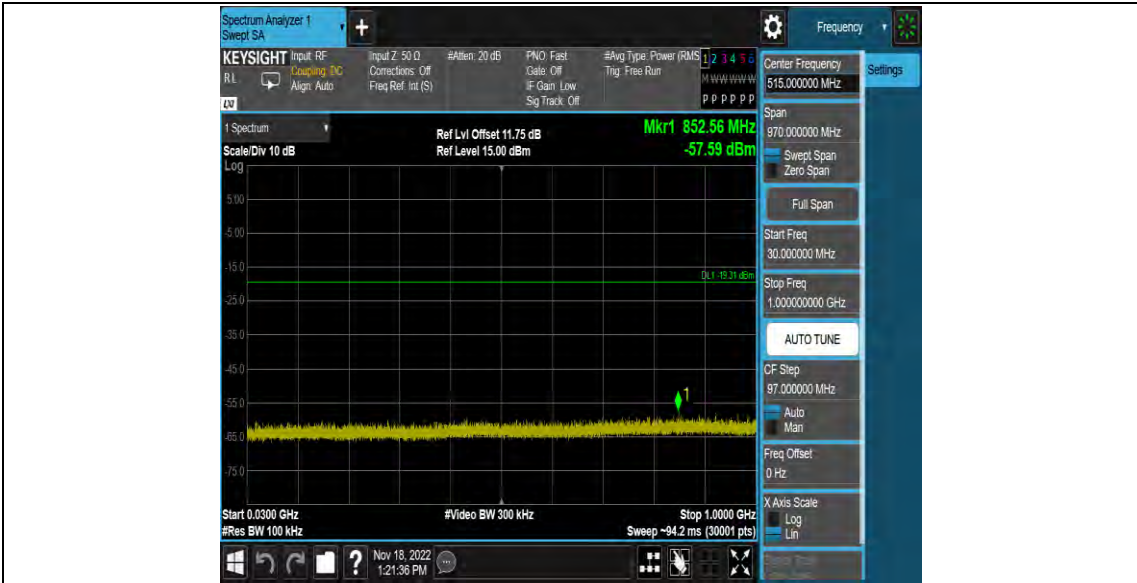 Spectrum Analyzer 1
Swept SA
+
Frequency
KEYSIGHT
R L
LXI
Input: RF
Coupling: DC
Align: Auto
Input Z: 50 Ω
Corrections: Off
Freq Ref: Int (S)
#Atten: 20 dB
PNO: Fast
Gate: Off
IF Gain: Low
Sig Track: Off
#Avg Type: Power (RMS
Trig: Free Run
1 2 3 4 5 6
M W W W W W
P P P P P P
1 Spectrum
Scale/Div 10 dB
Log
Ref Lvl Offset 11.75 dB
Ref Level 15.00 dBm
Mkr1 852.56 MHz
-57.59 dBm
5.00
-5.00
-15.0
DL1 -19.31 dBm
-25.0
-35.0
-45.0
1
-55.0
-65.0
-75.0
Start 0.0300 GHz
#Res BW 100 kHz
#Video BW 300 kHz
Stop 1.0000 GHz
Sweep ~94.2 ms (30001 pts)
?
Nov 18, 2022
1:21:36 PM
Center Frequency
515.000000 MHz
Settings
Span
970.000000 MHz
Swept Span
Zero Span
Full Span
Start Freq
30.000000 MHz
Stop Freq
1.000000000 GHz
AUTO TUNE
CF Step
97.000000 MHz
Auto
Man
Freq Offset
0 Hz
X Axis Scale
Log
Lin